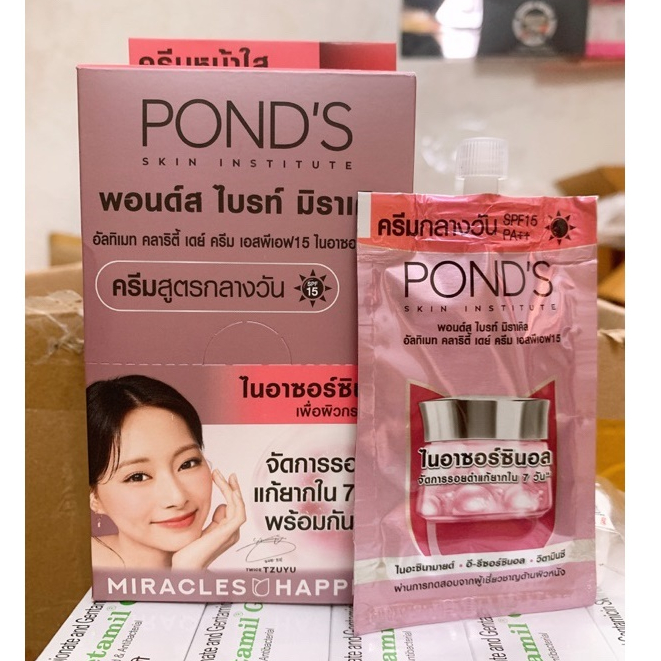 ครีมหน้าใส
POND'S
SKIN INSTITUTE
พอนด์ส ไบรท์ มิราเ
อัลทิเมท คลาริตี้ เดย์ ครีม เอสพีเอฟ15 ไนอาซอ
ครีมสูตรกลางวัน SPF 15
ไนอาซอร์ซิน
เพื่อผิวกร
จัดการรอ
แก้ยากใน 7
พร้อมกัน
TWICE TZUYU
MIRACLES HAPP
ครีมกลางวัน SPF15 PA++
POND'S
SKIN INSTITUTE
พอนด์ส ไบรท์ มิราเคิล
อัลทิเมท คลาริตี้ เดย์ ครีม เอสพีเอฟ15
ไนอาซอร์ซินอล
จัดการรอยดำแก้ยากใน 7 วัน
ไนอะซินามายด์ • อี-รีซอร์ซินอล • วิตามินซี
ผ่านการทดสอบจากผู้เชี่ยวชาญด้านผิวหนัง